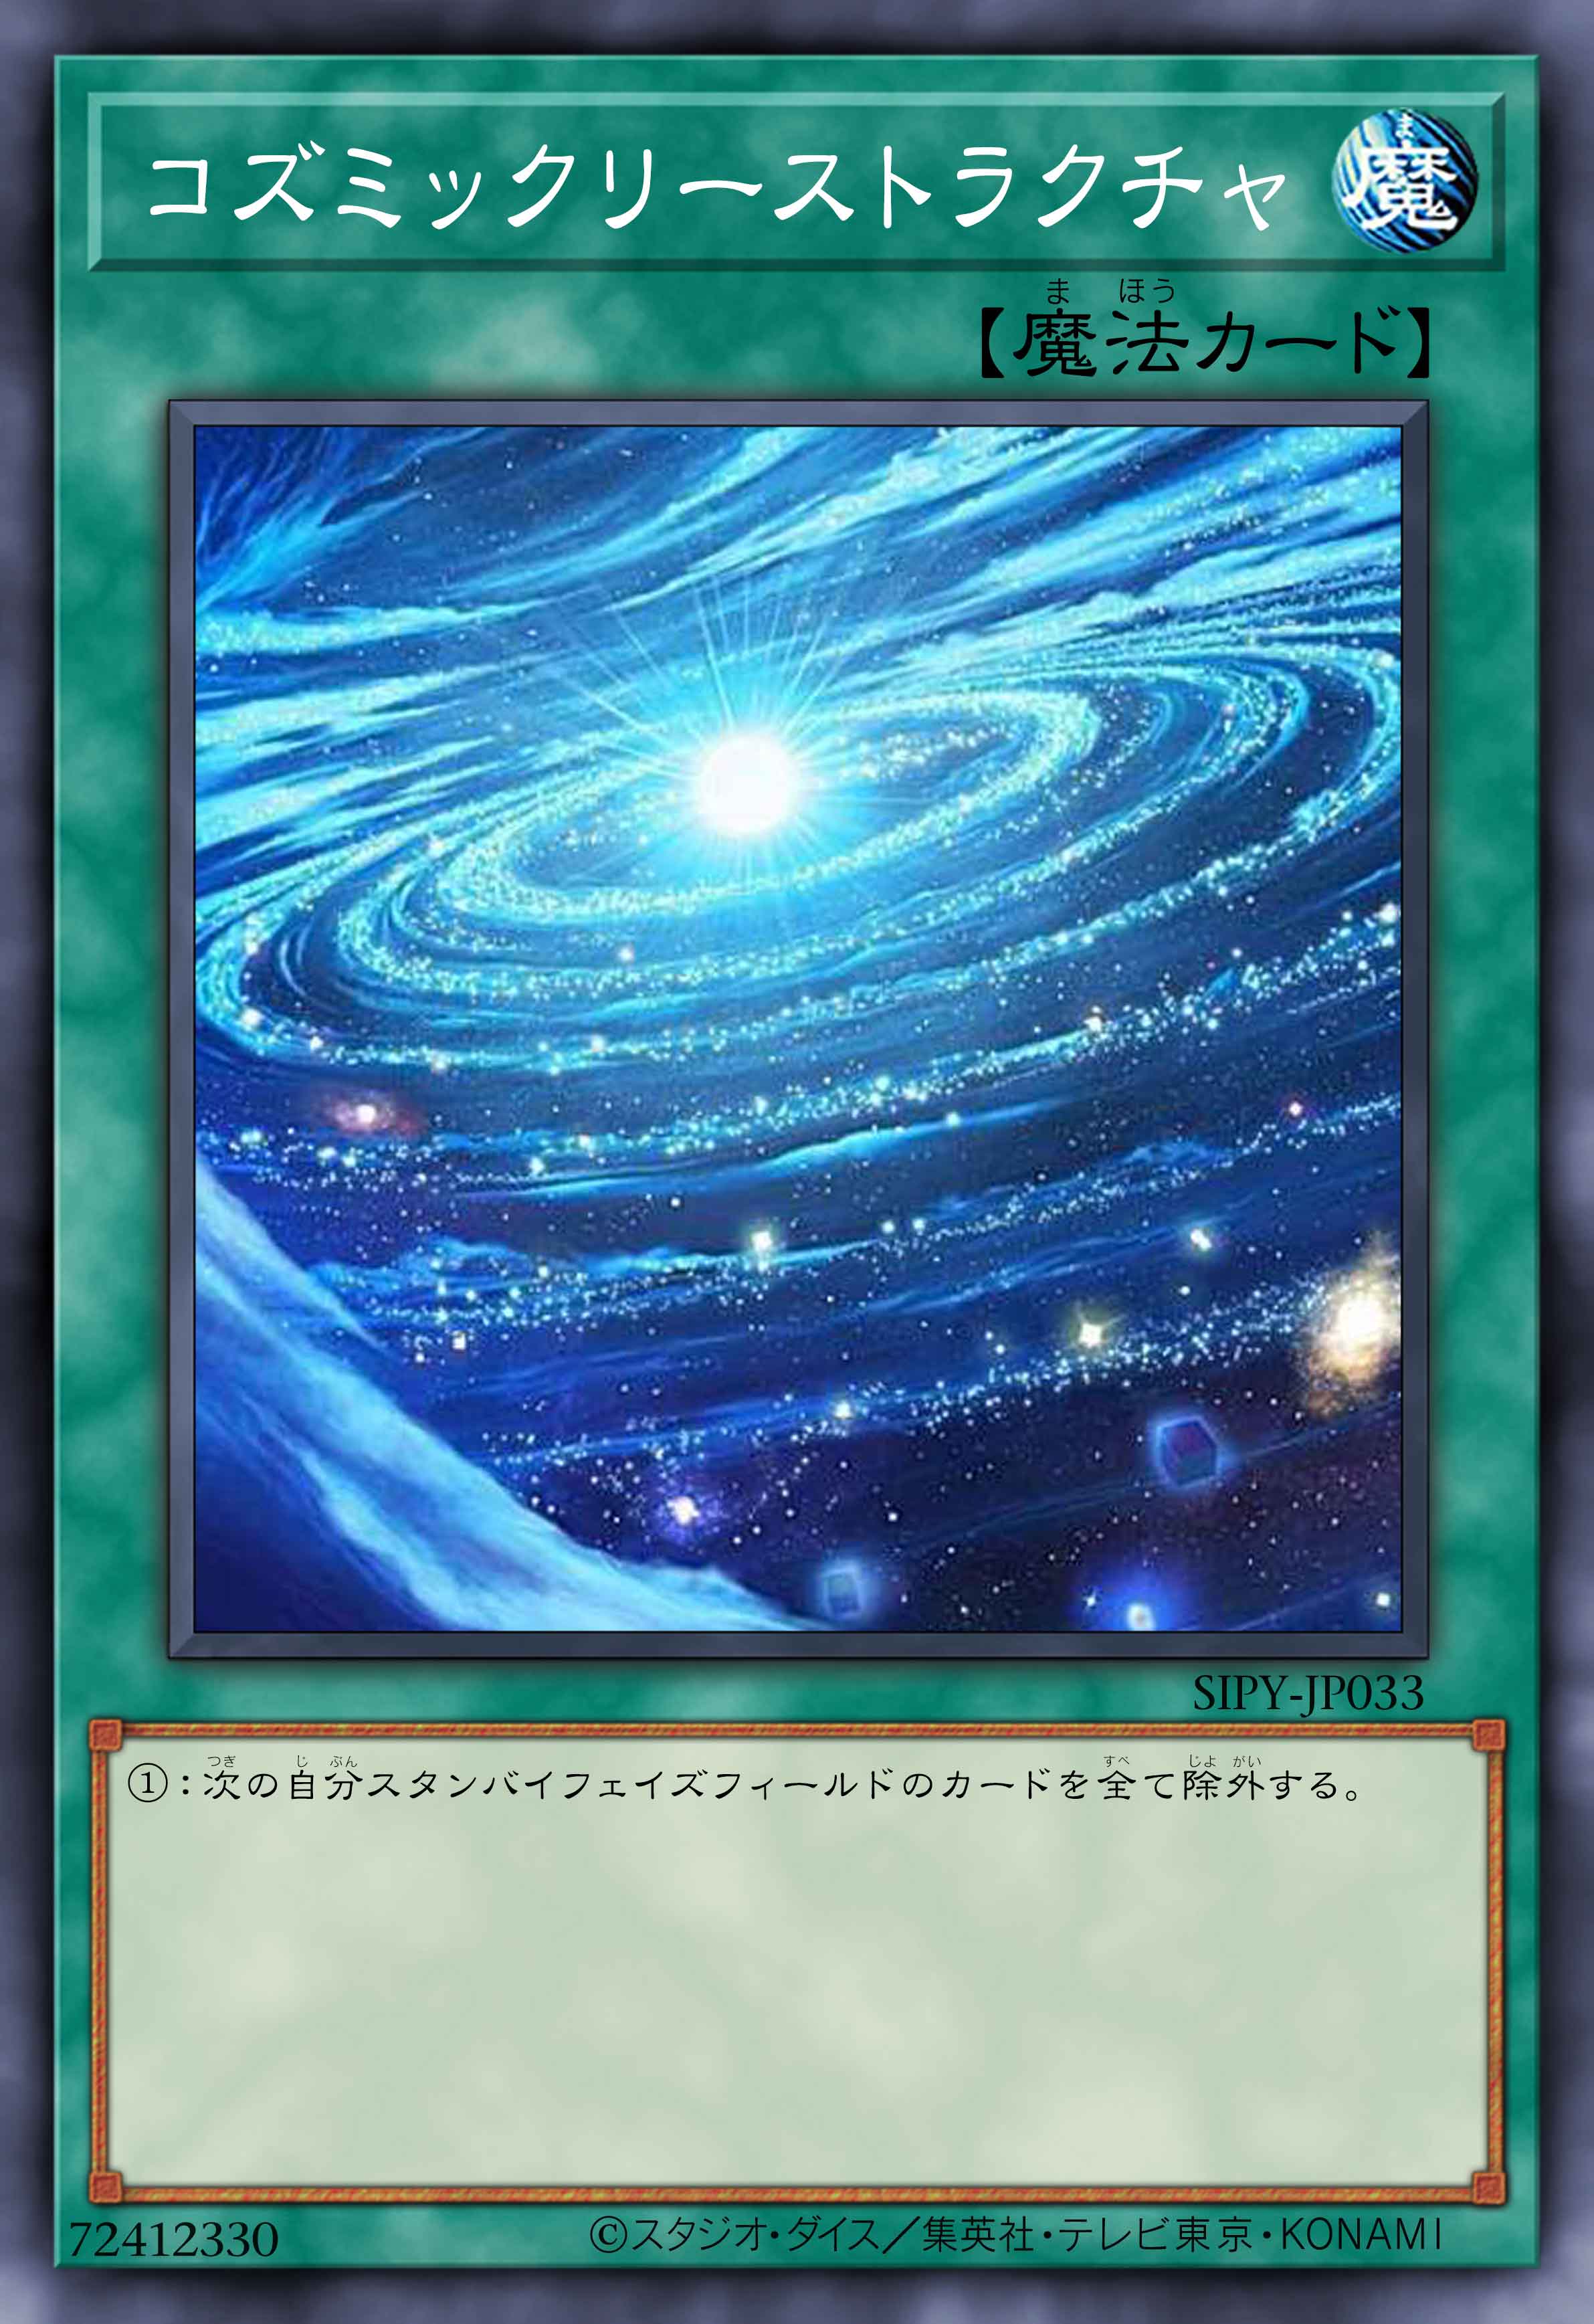 コズミックリーストラクチャ
ま
魔
ま ほう
【魔法カード】
SIPY-JP033
つぎ じ ぶん すべ じよ がい
①：次の自分スタンバイフェイズフィールドのカードを全て除外する。
72412330
©スタジオ・ダイス／集英社・テレビ東京・KONAMI